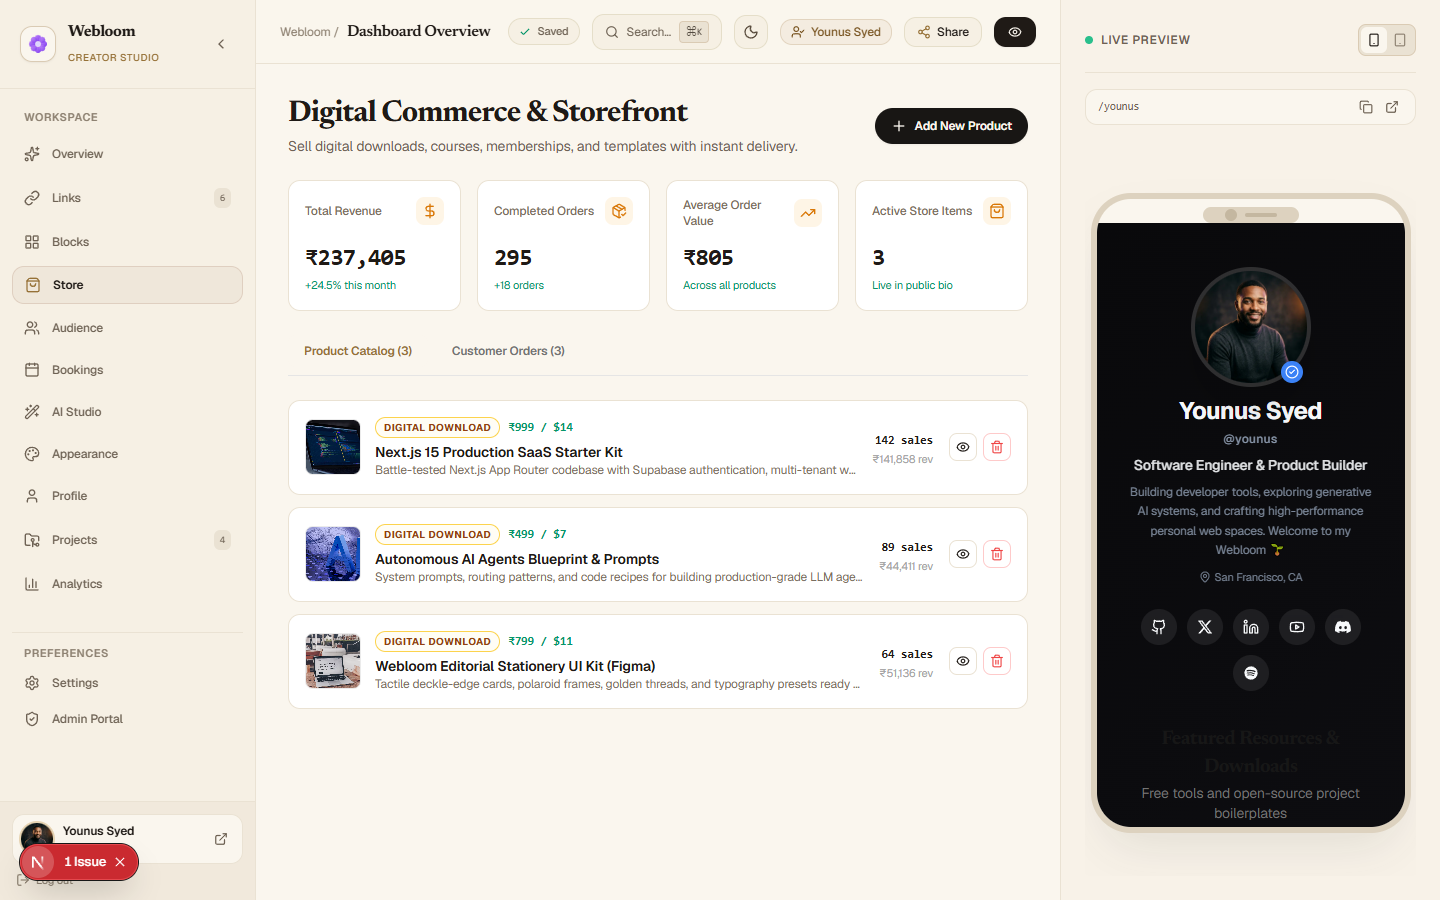 Webloom
CREATOR STUDIO
WORKSPACE
Overview
Links 6
Blocks
Store
Audience
Bookings
AI Studio
Appearance
Profile
Projects 4
Analytics
PREFERENCES
Settings
Admin Portal
Younus Syed
N 1 Issue
Log out
Webloom / Dashboard Overview
Saved
Search... ⌘K
Younus Syed
Share
Digital Commerce & Storefront
Sell digital downloads, courses, memberships, and templates with instant delivery.
Add New Product
Total Revenue
₹237,405
+24.5% this month
Completed Orders
295
+18 orders
Average Order
Value
₹805
Across all products
Active Store Items
3
Live in public bio
Product Catalog (3) Customer Orders (3)
DIGITAL DOWNLOAD ₹999 / $14
Next.js 15 Production SaaS Starter Kit
Battle-tested Next.js App Router codebase with Supabase authentication, multi-tenant w...
142 sales
₹141,858 rev
DIGITAL DOWNLOAD ₹499 / $7
Autonomous AI Agents Blueprint & Prompts
System prompts, routing patterns, and code recipes for building production-grade LLM age...
89 sales
₹44,411 rev
DIGITAL DOWNLOAD ₹799 / $11
Webloom Editorial Stationery UI Kit (Figma)
Tactile deckle-edge cards, polaroid frames, golden threads, and typography presets ready ...
64 sales
₹51,136 rev
LIVE PREVIEW
/younus
Younus Syed
@younus
Software Engineer & Product Builder
Building developer tools, exploring generative
AI systems, and crafting high-performance
personal web spaces. Welcome to my
Webloom 🌱
San Francisco, CA
Featured Resources &
Downloads
Free tools and open-source project
boilerplates